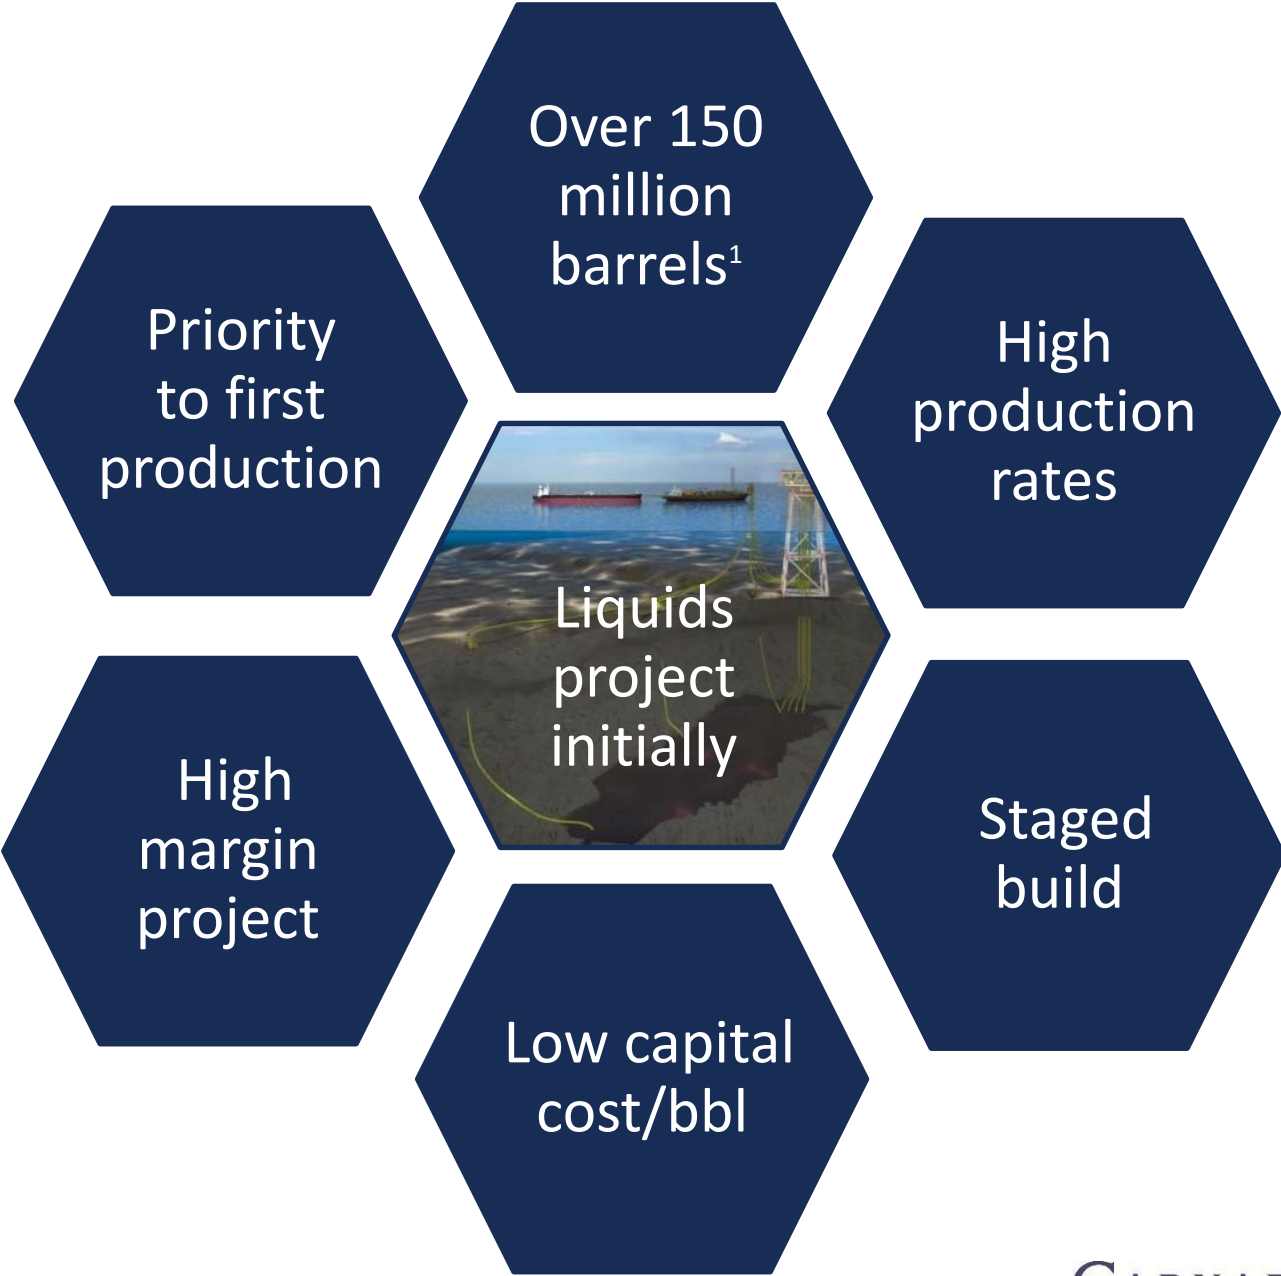 Over 150
million
barrels¹
High
production
rates
Staged
build
Low capital
cost/bbl
High
margin
project
Priority
to first
production
Liquids
project
initially